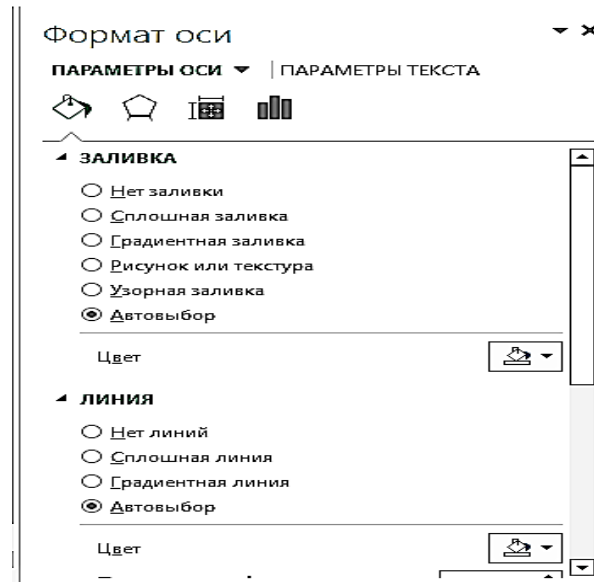 Формат оси
ПАРАМЕТРЫ ОСИ ПАРАМЕТРЫ ТЕКСТА
ЗАЛИВКА
Нет заливки
Сплошная заливка
Градиентная заливка
Рисунок или текстура
Узорная заливка
Автовыбор
Цвет
ЛИНИЯ
Нет линий
Сплошная линия
Градиентная линия
Автовыбор
Цвет